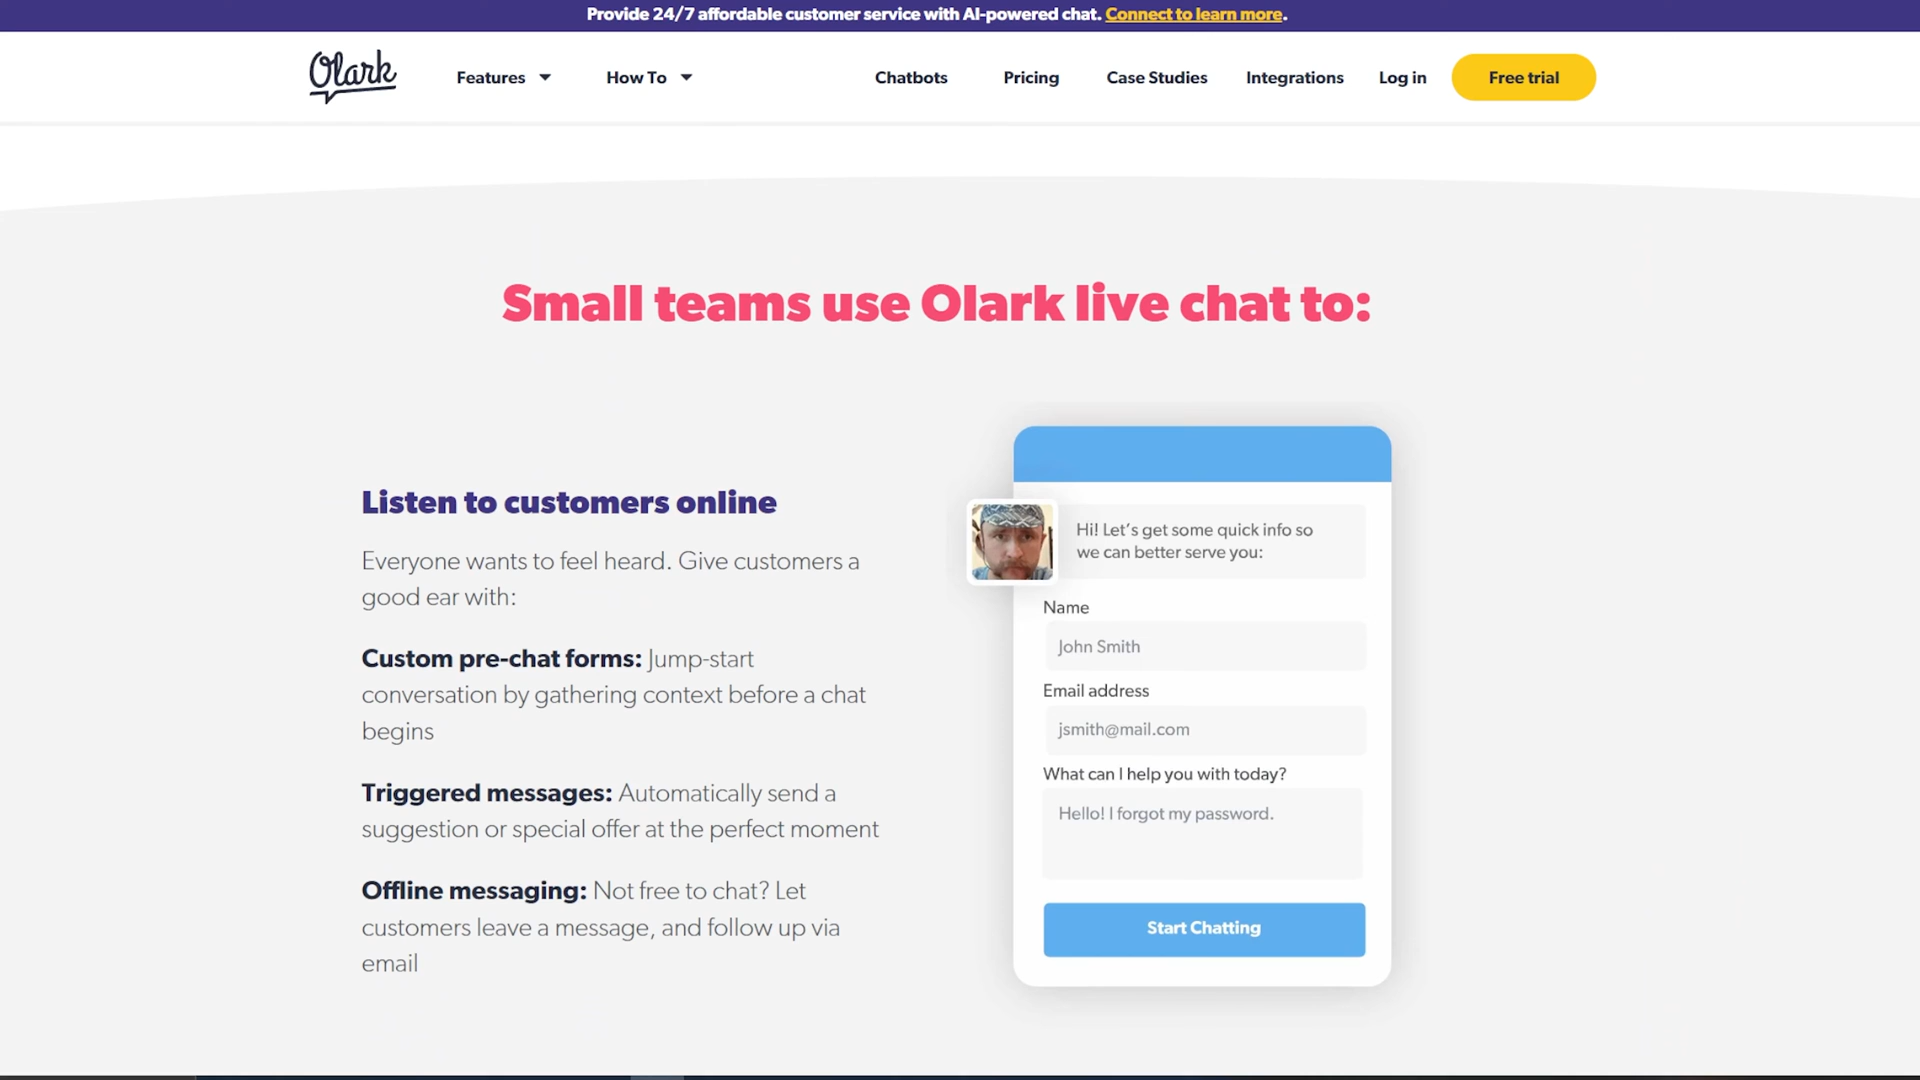 Provide 24/7 affordable customer service with AI-powered chat. Connect to learn more.
Olark
Features
How To
Chatbots
Pricing
Case Studies
Integrations
Log in
Free trial
Small teams use Olark live chat to:
Listen to customers online
Everyone wants to feel heard. Give customers a
good ear with:
Custom pre-chat forms: Jump-start
conversation by gathering context before a chat
begins
Triggered messages: Automatically send a
suggestion or special offer at the perfect moment
Offline messaging: Not free to chat? Let
customers leave a message, and follow up via
email
Hi! Let's get some quick info so
we can better serve you:
Name
John Smith
Email address
jsmith@mail.com
What can I help you with today?
Hello! I forgot my password.
Start Chatting